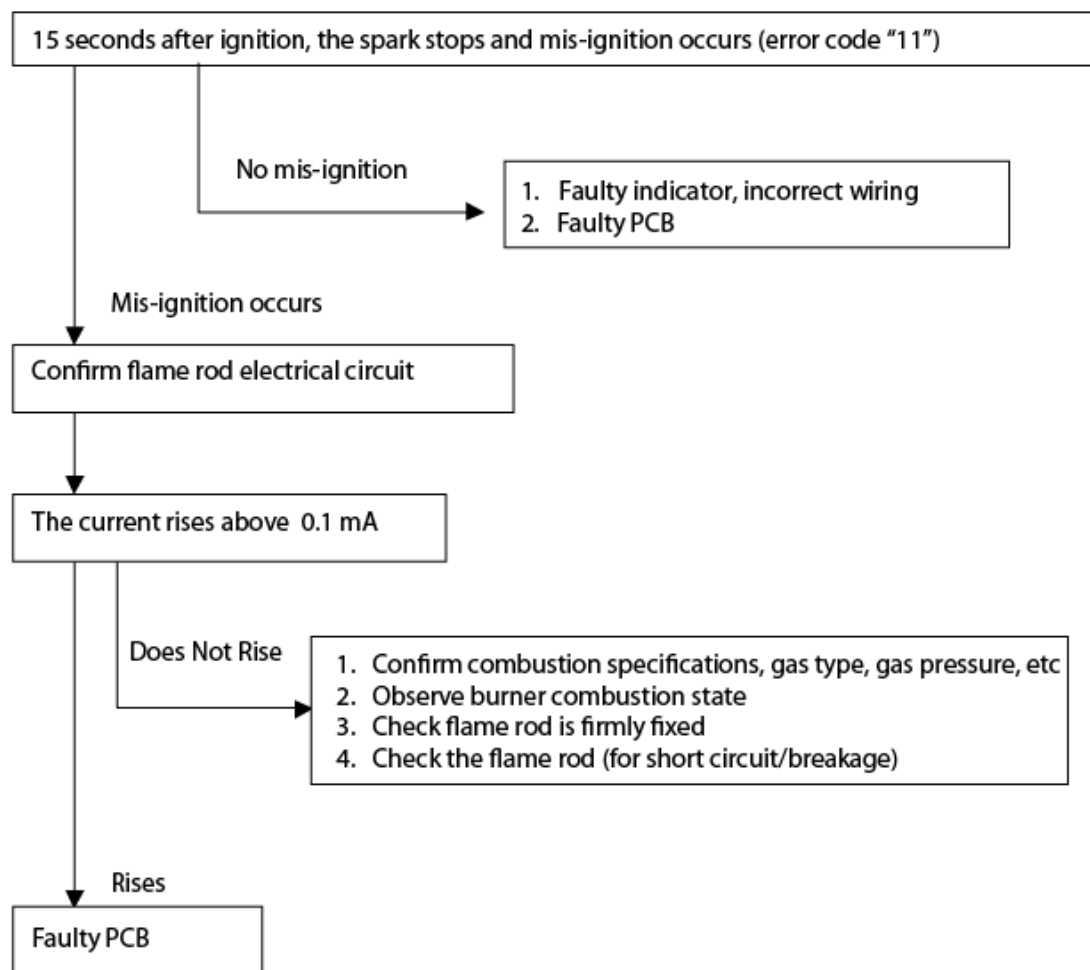 15 seconds after ignition, the spark stops and mis-ignition occurs (error code “11”)
No mis-ignition
1. Faulty indicator, incorrect wiring
2. Faulty PCB
Mis-ignition occurs
Confirm flame rod electrical circuit
The current rises above 0.1 mA
Does Not Rise
1. Confirm combustion specifications, gas type, gas pressure, etc
2. Observe burner combustion state
3. Check flame rod is firmly fixed
4. Check the flame rod (for short circuit/breakage)
Rises
Faulty PCB